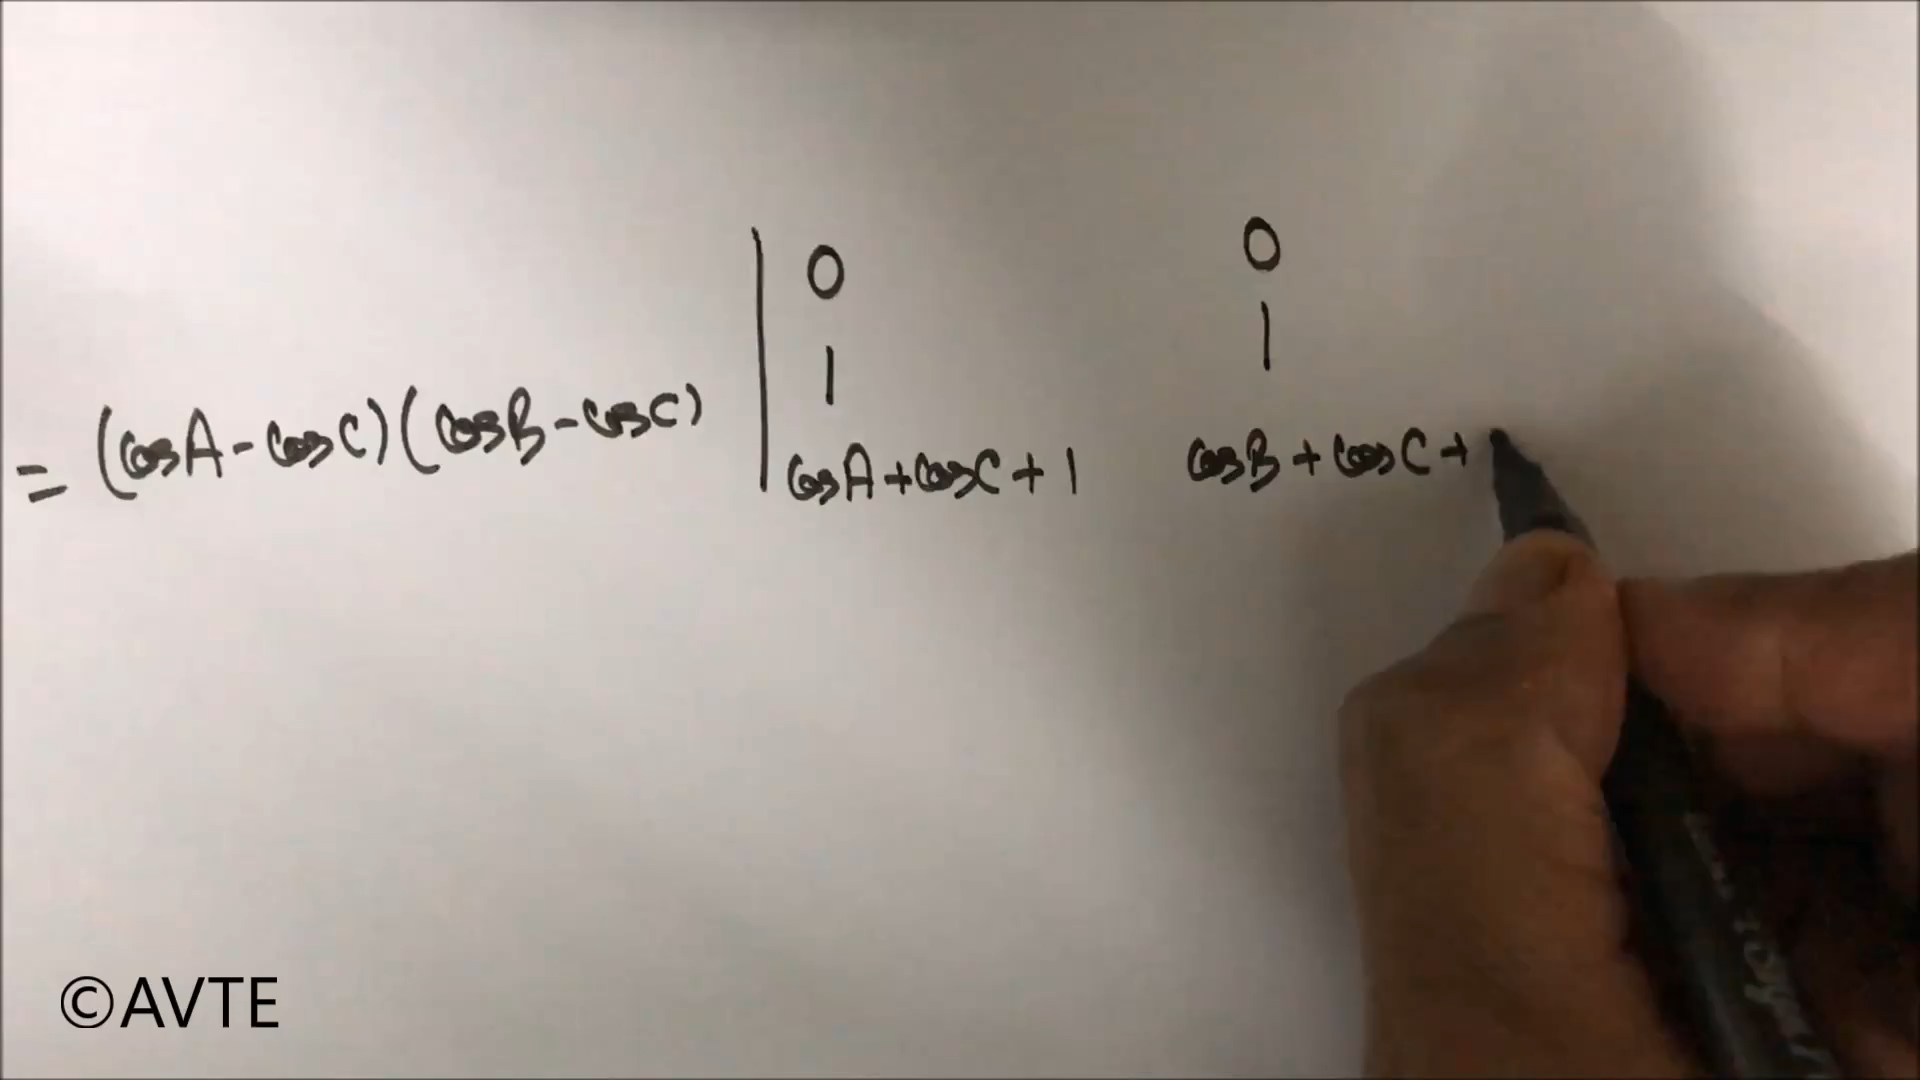 0 0
1 1
= (cosA - cosC) (cosB - cosC) | cosA + cosC + 1 cosB + cosC +
©AVTE